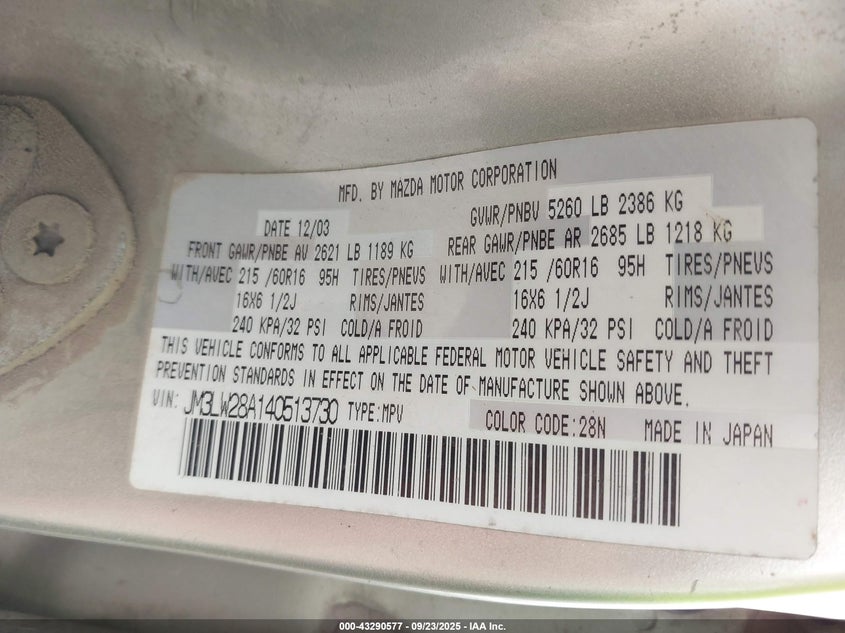 MFD. BY MAZDA MOTOR CORPORATION
DATE 12/03 GVWR/PNBV 5260 LB 2386 KG
FRONT GAWR/PNBE AV 2621 LB 1189 KG REAR GAWR/PNBE AR 2685 LB 1218 KG
WITH/AVEC 215 /60R16 95H TIRES/PNEVS WITH/AVEC 215 /60R16 95H TIRES/PNEVS
16X6 1/2J RIMS/JANTES 16X6 1/2J RIMS/JANTES
240 KPA/32 PSI COLD/A FROID 240 KPA/32 PSI COLD/A FROID
THIS VEHICLE CONFORMS TO ALL APPLICABLE FEDERAL MOTOR VEHICLE SAFETY AND THEFT
PREVENTION STANDARDS IN EFFECT ON THE DATE OF MANUFACTURE SHOWN ABOVE.
VIN: JM3LW28A140513730 TYPE:MPV COLOR CODE:28N MADE IN JAPAN
000-43290577 - 09/23/2025 - IAA Inc.